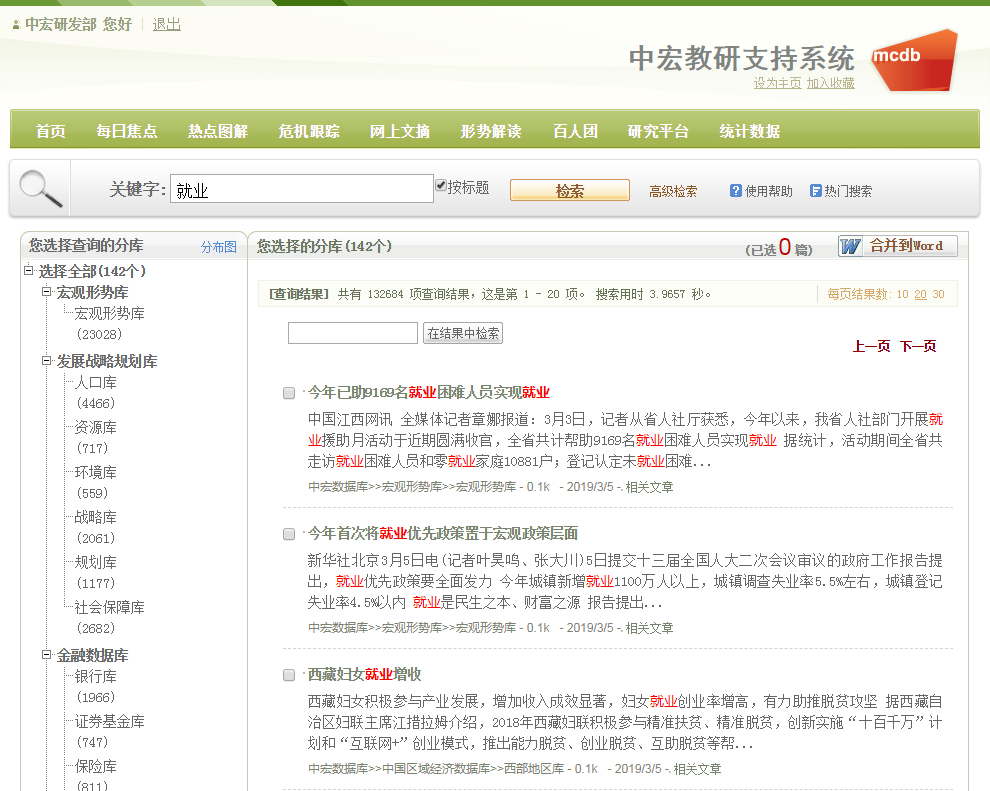 中宏研发部 您好 退出
中宏教研支持系统
mcdb
设为主页 加入收藏
首页 每日焦点 热点图解 危机跟踪 网上文摘 形势解读 百人团 研究平台 统计数据
关键字: 就业 按标题 检索 高级检索 使用帮助 热门搜索
您选择查询的分库 分布图
选择全部(142个)
宏观形势库
宏观形势库
(23028)
发展战略规划库
人口库
(4466)
资源库
(717)
环境库
(559)
战略库
(2061)
规划库
(1177)
社会保障库
(2682)
金融数据库
银行库
(1966)
证券基金库
(747)
保险库
(811)
您选择的分库(142个) (已选0篇) 合并到Word
[查询结果] 共有 132684 项查询结果，这是第 1 - 20 项。 搜索用时 3.9657 秒。 每页结果数: 10 20 30
在结果中检索
上一页 下一页
·今年已助9169名就业困难人员实现就业
中国江西网讯 全媒体记者章娜报道：3月3日，记者从省人社厅获悉，今年以来，我省人社部门开展就
业援助月活动于近期圆满收官，全省共计帮助9169名就业困难人员实现就业 据统计，活动期间全省共
走访就业困难人员和零就业家庭10881户；登记认定未就业困难...
中宏数据库>>宏观形势库>>宏观形势库 - 0.1k - 2019/3/5 -. 相关文章
·今年首次将就业优先政策置于宏观政策层面
新华社北京3月5日电(记者叶昊鸣、张大川)5日提交十三届全国人大二次会议审议的政府工作报告提
出，就业优先政策要全面发力 今年城镇新增就业1100万人以上，城镇调查失业率5.5%左右，城镇登记
失业率4.5%以内 就业是民生之本、财富之源 报告提出...
中宏数据库>>宏观形势库>>宏观形势库 - 0.1k - 2019/3/5 -. 相关文章
·西藏妇女就业增收
西藏妇女积极参与产业发展，增加收入成效显著，妇女就业创业率增高，有力助推脱贫攻坚 据西藏自
治区妇联主席江措拉姆介绍，2018年西藏妇联积极参与精准扶贫、精准脱贫，创新实施“十百千万”计
划和“互联网+”创业模式，推出能力脱贫、创业脱贫、互助脱贫等帮...
中宏数据库>>中国区域经济数据库>>西部地区库 - 0.1k - 2019/3/5 -. 相关文章